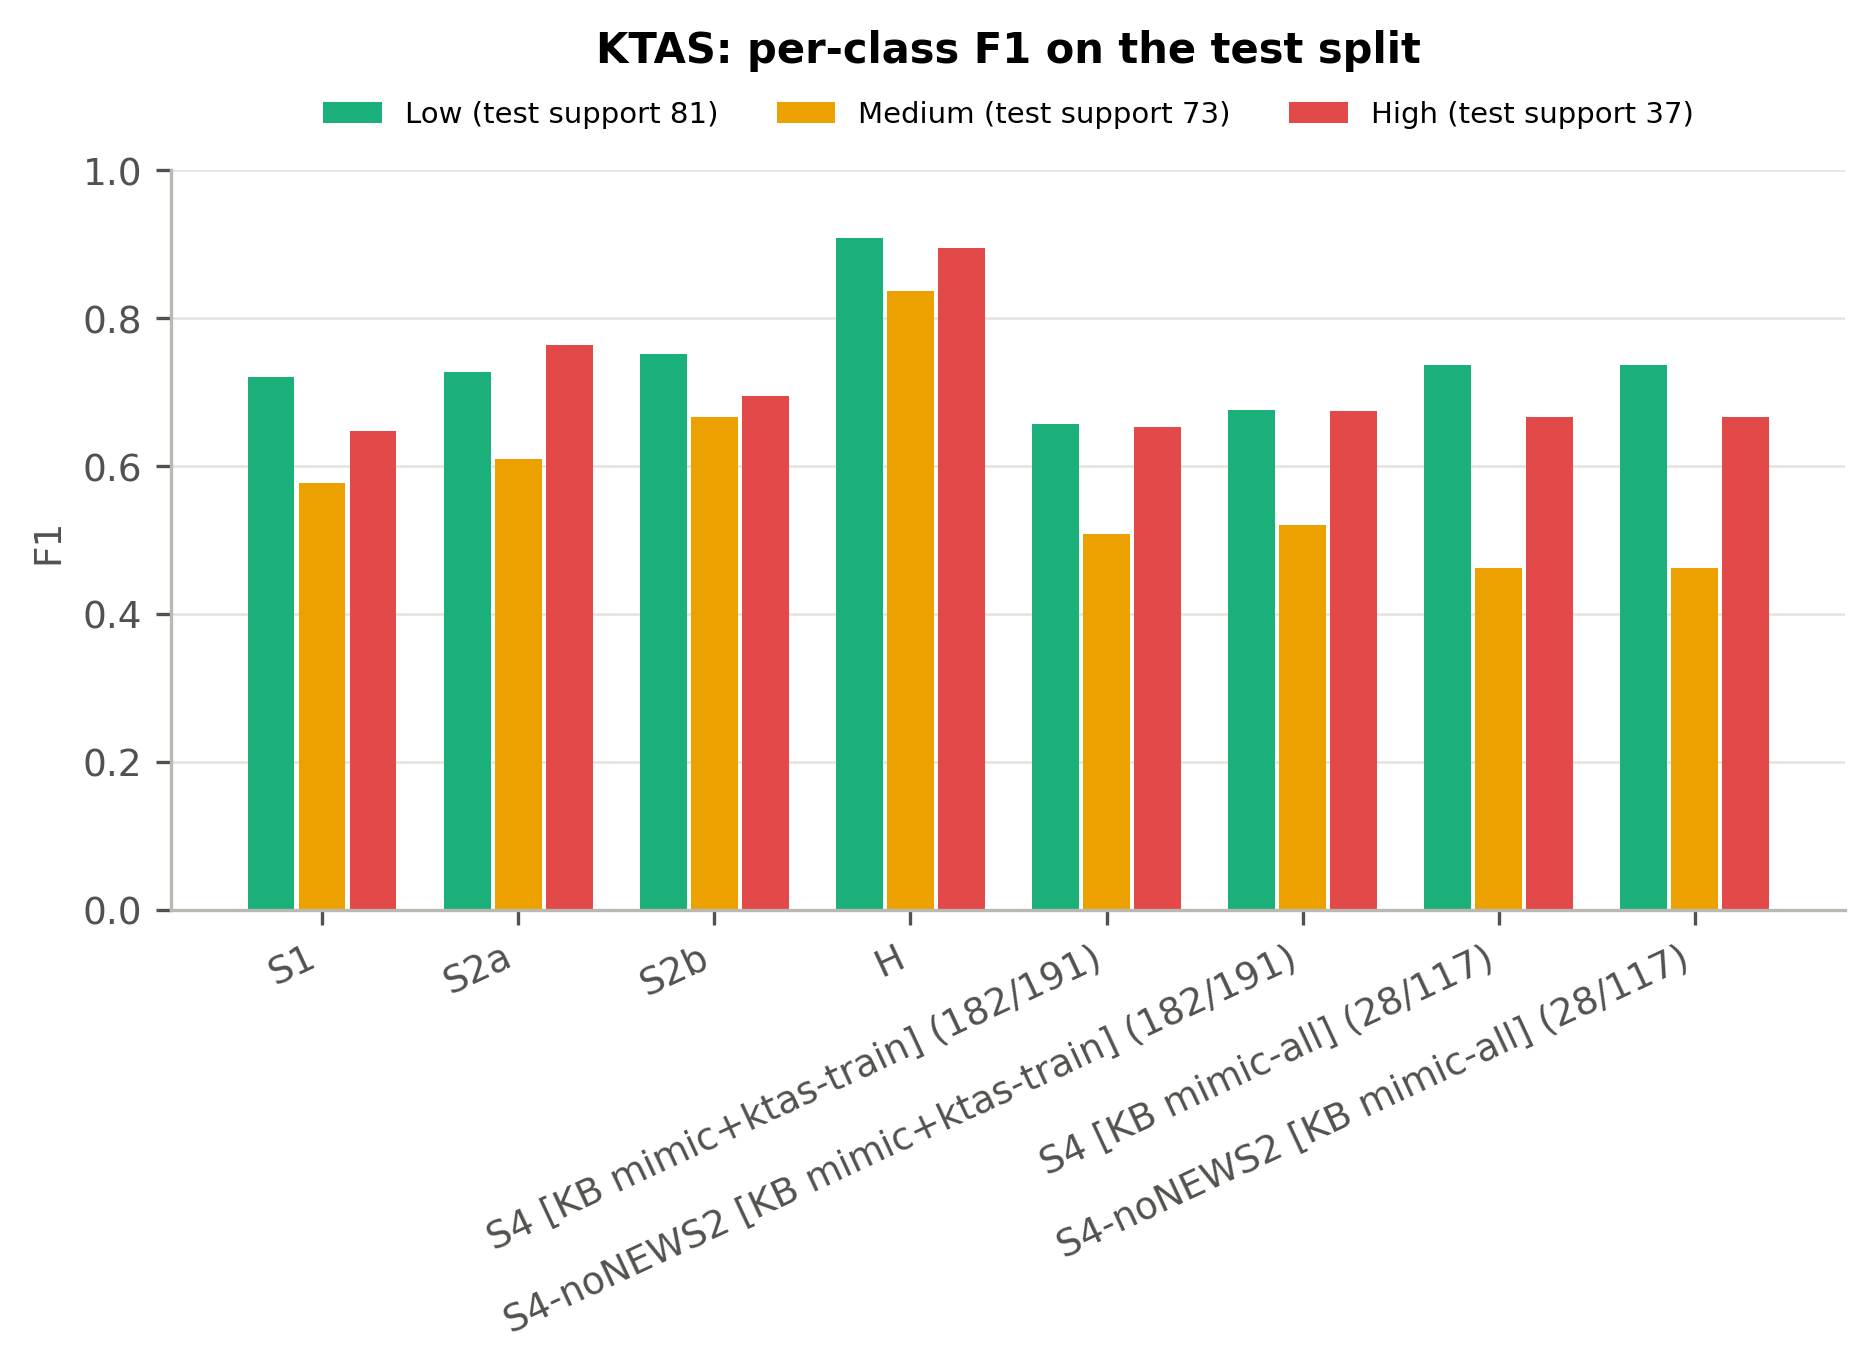 KTAS: per-class F1 on the test split
Low (test support 81)
Medium (test support 73)
High (test support 37)
1.0
0.8
0.6
0.4
0.2
0.0
F1
S1
S2a
S2b
H
S4 [KB mimic+ktas-train] (182/191)
S4-noNEWS2 [KB mimic+ktas-train] (182/191)
S4 [KB mimic-all] (28/117)
S4-noNEWS2 [KB mimic-all] (28/117)